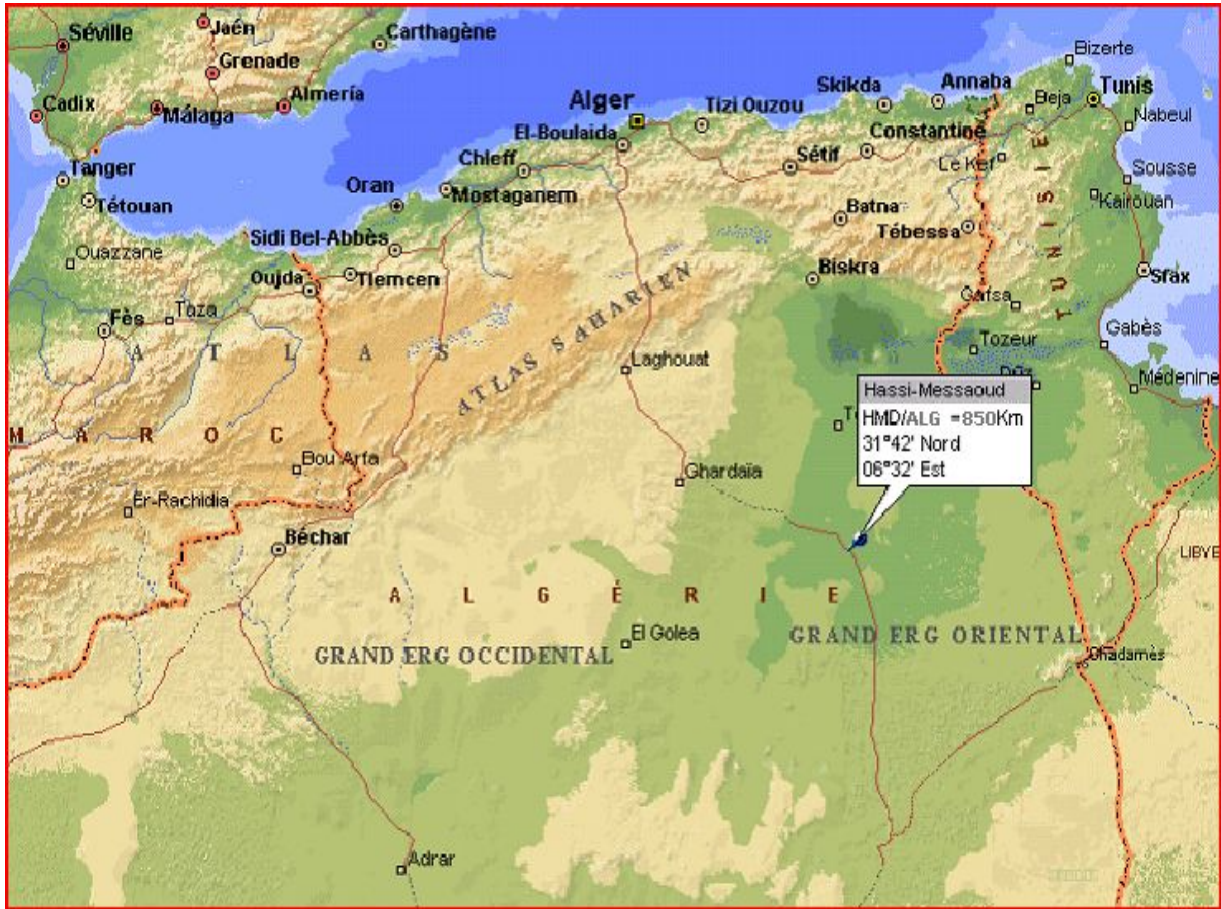 Séville
Jaén
Carthagène
Grenade
Bizerte
Cadix
Málaga
Almería
Alger
Tizi Ouzou
Skikda
Annaba
Beja
Tunis
Nabeul
El-Boulaida
Constantine
Tanger
Chleff
Sétif
Le Kef
Sousse
Tétouan
Oran
Mostaganem
Kairouan
Batna
Tébessa
TUNISIE
Ouazzane
Sidi Bel-Abbès
Oujda
Tlemcen
Biskra
Sfax
Gafsa
Fès
Taza
Tozeur
Gabès
ATLAS
ATLAS SAHARIEN
Laghouat
Médenine
Hassi-Messaoud
HMD/ALG =850Km
31°42' Nord
06°32' Est
MAROC
Bou Arfa
Ghardaïa
Er-Rachidia
Béchar
LIBYE
ALGÉRIE
El Golea
GRAND ERG ORIENTAL
GRAND ERG OCCIDENTAL
Ghadamès
Adrar